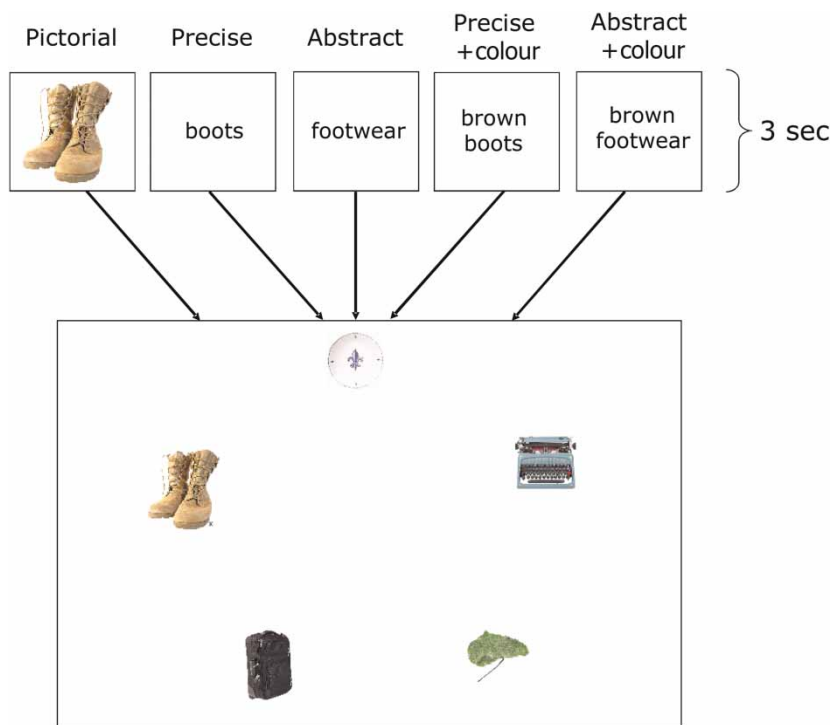 Pictorial
Precise
Abstract
Precise
+colour
Abstract
+colour
boots
footwear
brown
boots
brown
footwear
3 sec
x